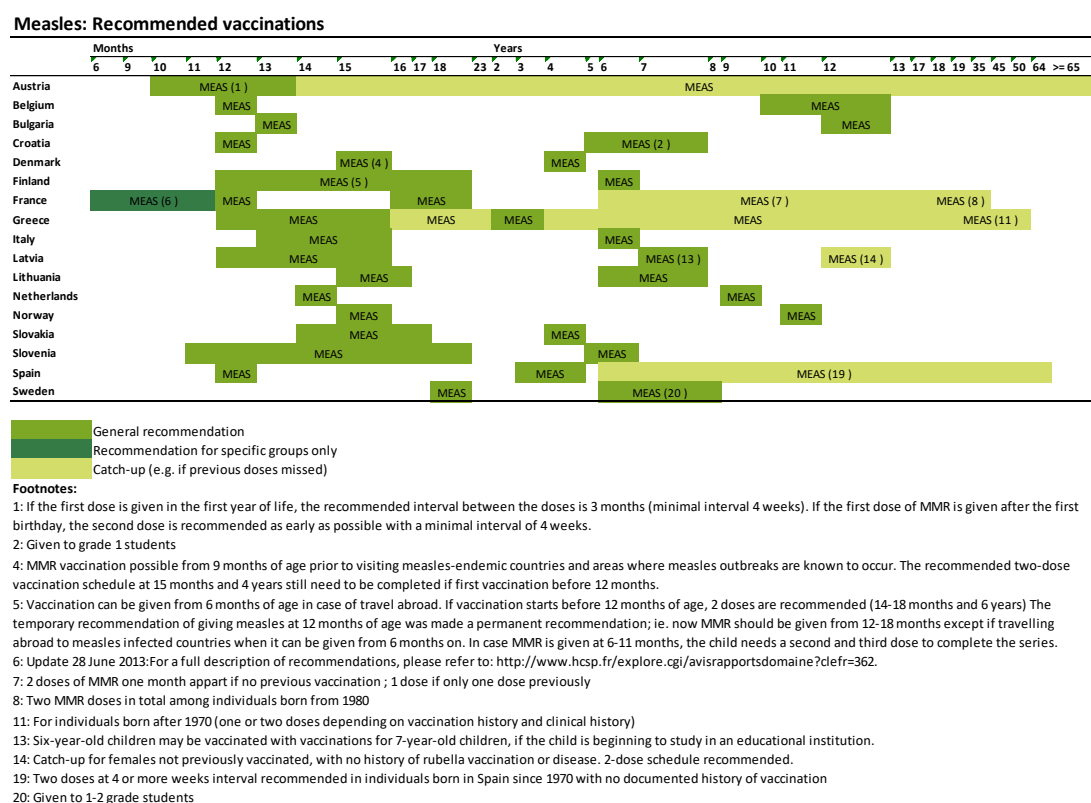 Measles: Recommended vaccinations
Months Years
6 9 10 11 12 13 14 15 16 17 18 23 2 3 4 5 6 7 8 9 10 11 12 13 17 18 19 35 45 50 64 >= 65
Austria MEAS (1 ) MEAS
Belgium MEAS MEAS
Bulgaria MEAS MEAS
Croatia MEAS MEAS (2 )
Denmark MEAS (4 ) MEAS
Finland MEAS (5 ) MEAS
France MEAS (6 ) MEAS MEAS MEAS (7 ) MEAS (8 )
Greece MEAS MEAS MEAS MEAS MEAS (11 )
Italy MEAS MEAS
Latvia MEAS MEAS (13 ) MEAS (14 )
Lithuania MEAS MEAS
Netherlands MEAS MEAS
Norway MEAS MEAS
Slovakia MEAS MEAS
Slovenia MEAS MEAS
Spain MEAS MEAS MEAS (19 )
Sweden MEAS MEAS (20 )
General recommendation
Recommendation for specific groups only
Catch-up (e.g. if previous doses missed)
Footnotes:
1: If the first dose is given in the first year of life, the recommended interval between the doses is 3 months (minimal interval 4 weeks). If the first dose of MMR is given after the first
birthday, the second dose is recommended as early as possible with a minimal interval of 4 weeks.
2: Given to grade 1 students
4: MMR vaccination possible from 9 months of age prior to visiting measles-endemic countries and areas where measles outbreaks are known to occur. The recommended two-dose
vaccination schedule at 15 months and 4 years still need to be completed if first vaccination before 12 months.
5: Vaccination can be given from 6 months of age in case of travel abroad. If vaccination starts before 12 months of age, 2 doses are recommended (14-18 months and 6 years) The
temporary recommendation of giving measles at 12 months of age was made a permanent recommendation; ie. now MMR should be given from 12-18 months except if travelling
abroad to measles infected countries when it can be given from 6 months on. In case MMR is given at 6-11 months, the child needs a second and third dose to complete the series.
6: Update 28 June 2013:For a full description of recommendations, please refer to: http://www.hcsp.fr/explore.cgi/avisrapportsdomaine?clefr=362.
7: 2 doses of MMR one month appart if no previous vaccination ; 1 dose if only one dose previously
8: Two MMR doses in total among individuals born from 1980
11: For individuals born after 1970 (one or two doses depending on vaccination history and clinical history)
13: Six-year-old children may be vaccinated with vaccinations for 7-year-old children, if the child is beginning to study in an educational institution.
14: Catch-up for females not previously vaccinated, with no history of rubella vaccination or disease. 2-dose schedule recommended.
19: Two doses at 4 or more weeks interval recommended in individuals born in Spain since 1970 with no documented history of vaccination
20: Given to 1-2 grade students